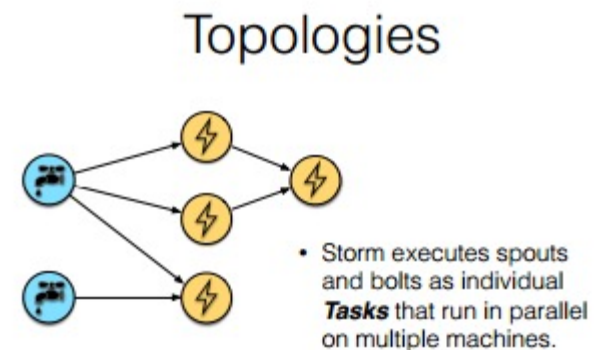 Topologies
• Storm executes spouts
and bolts as individual
Tasks that run in parallel
on multiple machines.